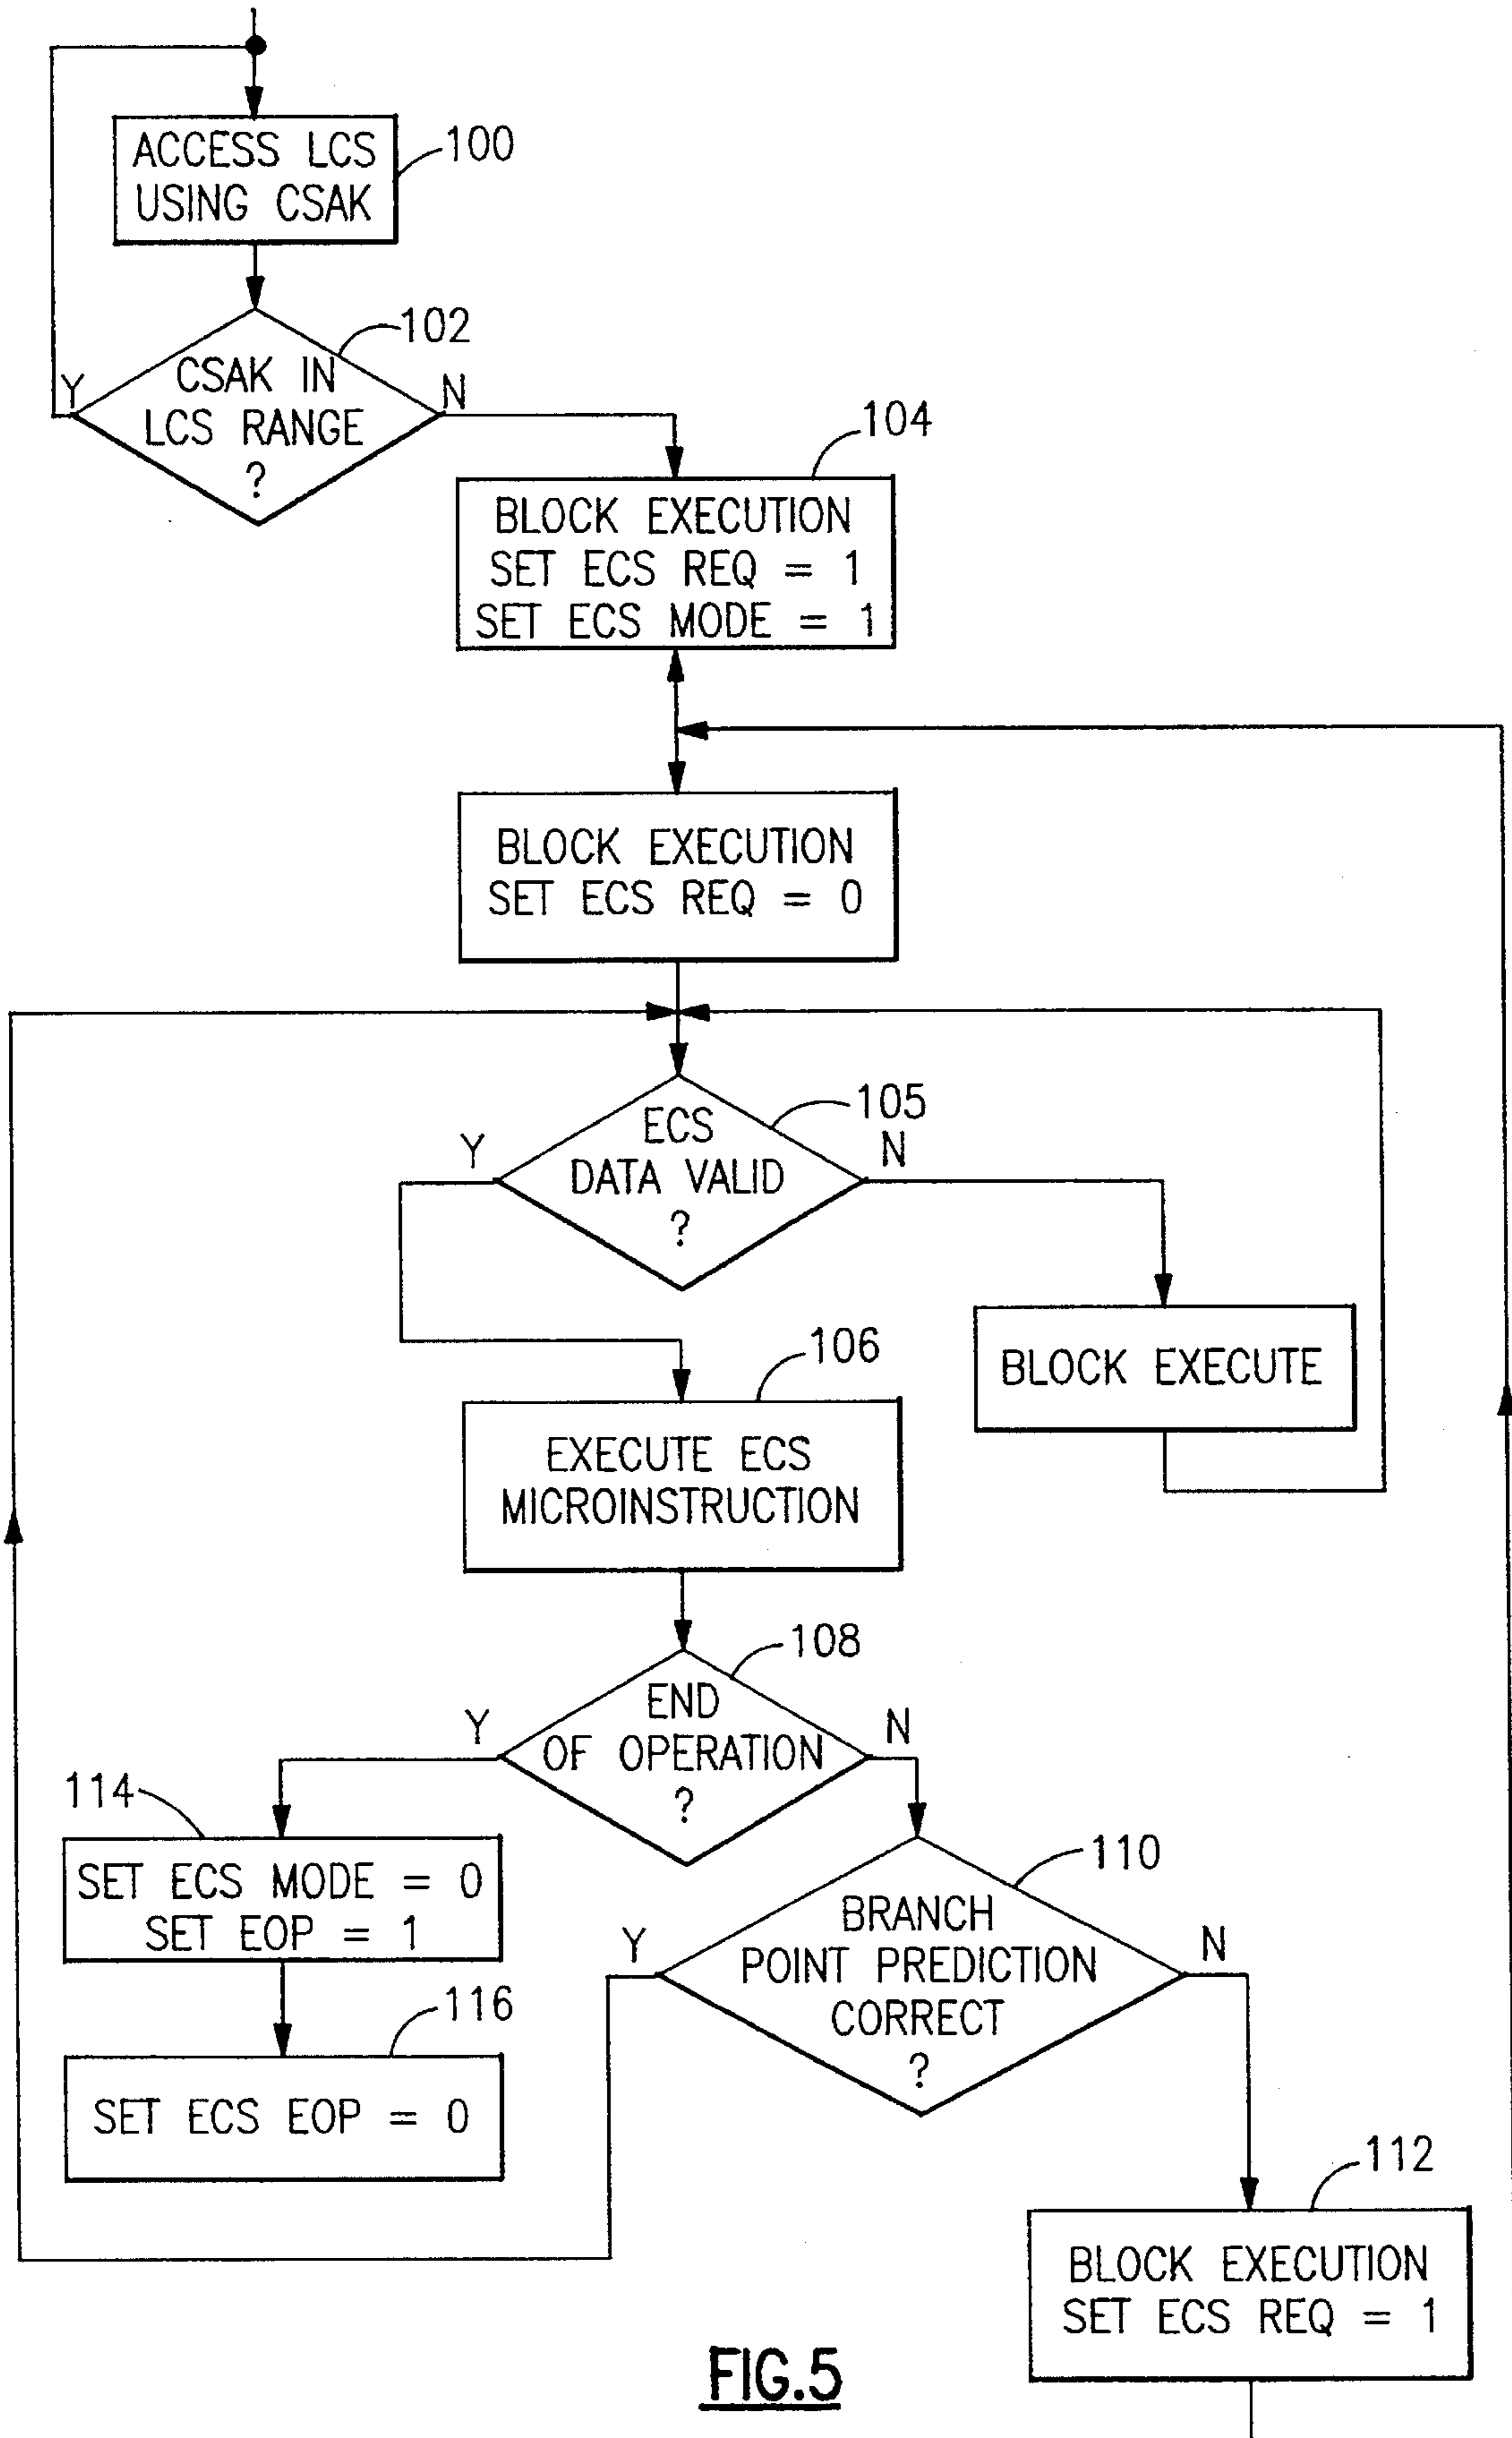 ACCESS LCS
USING CSAK
100
102
CSAK IN
LCS RANGE
?
Y
N
104
BLOCK EXECUTION
SET ECS REQ = 1
SET ECS MODE = 1
BLOCK EXECUTION
SET ECS REQ = 0
105
ECS
DATA VALID
?
Y
N
BLOCK EXECUTE
106
EXECUTE ECS
MICROINSTRUCTION
108
END
OF OPERATION
?
Y
N
114
SET ECS MODE = 0
SET EOP = 1
110
BRANCH
POINT PREDICTION
CORRECT
?
Y
N
116
SET ECS EOP = 0
112
BLOCK EXECUTION
SET ECS REQ = 1
FIG.5